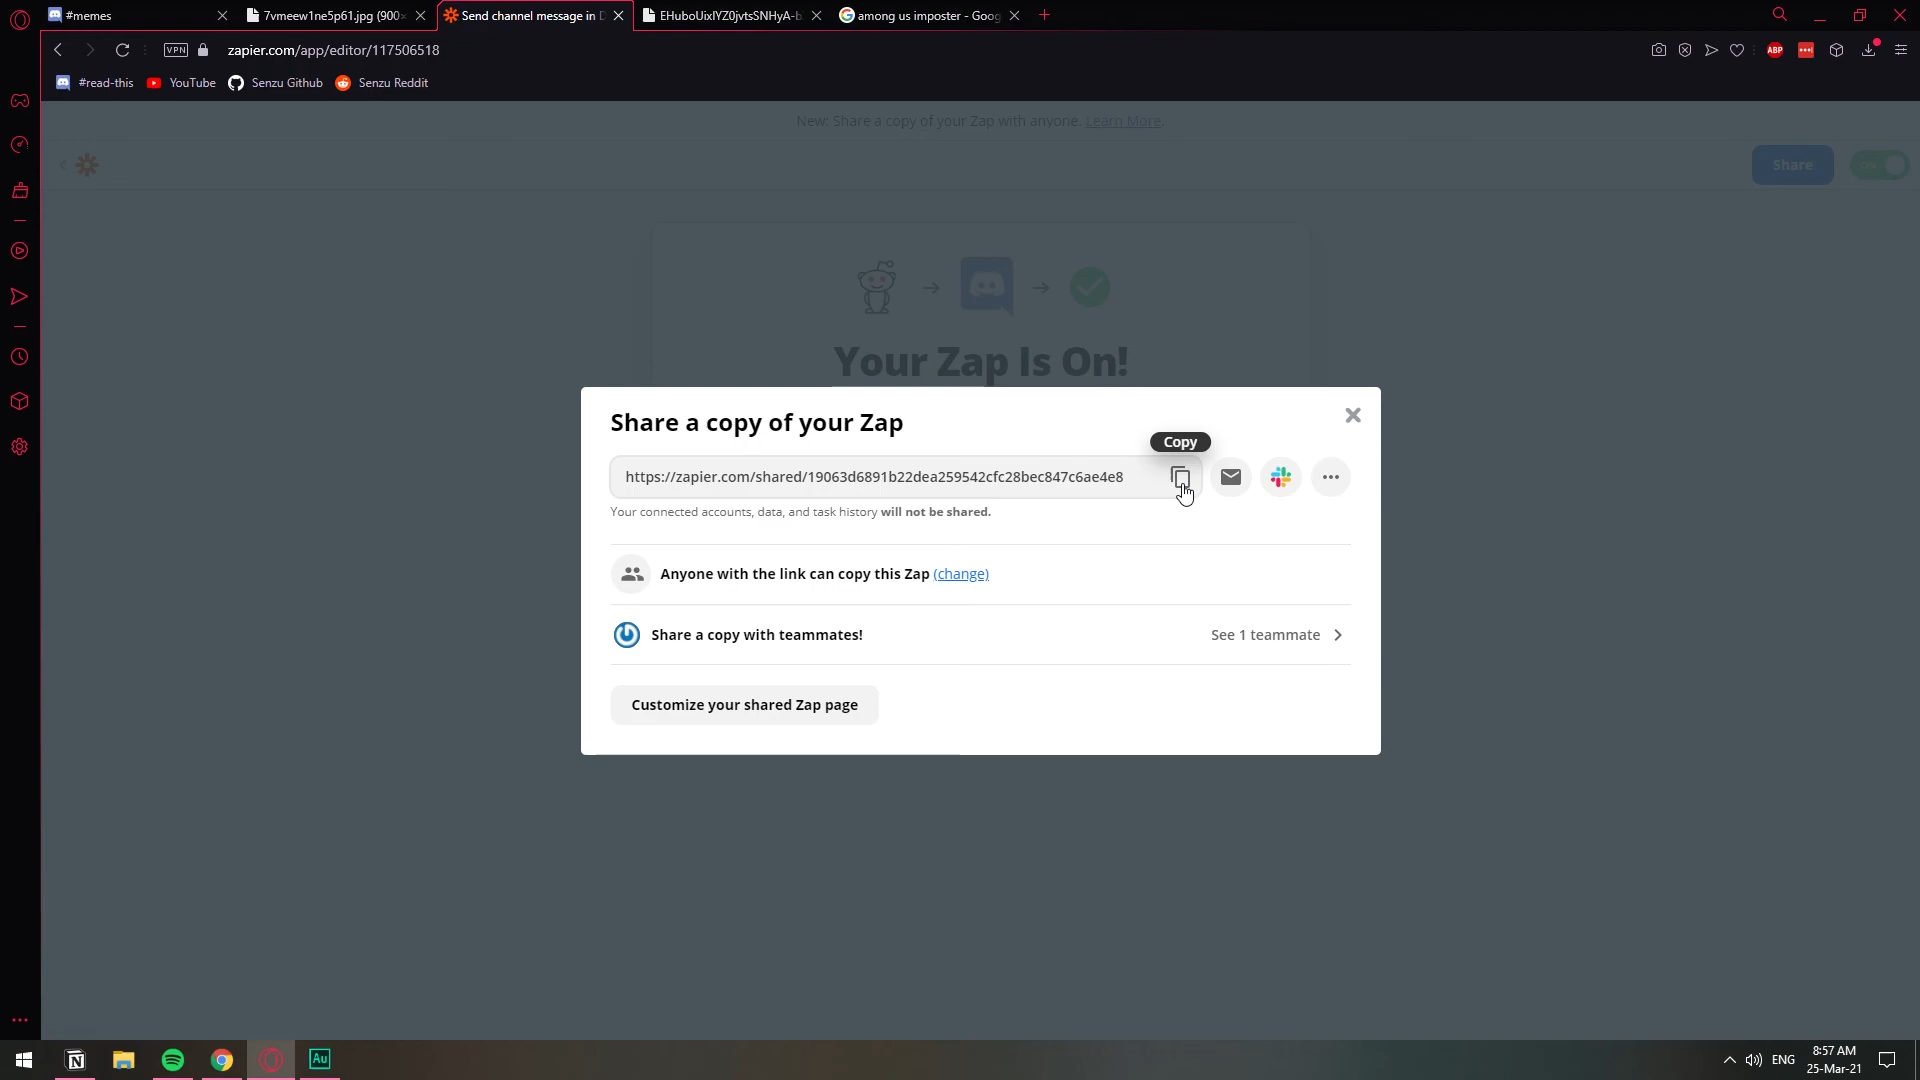 #memes
7vmeew1ne5p61.jpg (900×
Send channel message in D
EHuboUixIYZ0jvtsSNHyA-b
among us imposter - Goog
VPN
zapier.com/app/editor/117506518
ABP
#read-this
YouTube
Senzu Github
Senzu Reddit
New: Share a copy of your Zap with anyone. Learn More.
Share
ON
Your Zap Is On!
Share a copy of your Zap
Copy
https://zapier.com/shared/19063d6891b22dea259542cfc28bec847c6ae4e8
Your connected accounts, data, and task history will not be shared.
Anyone with the link can copy this Zap (change)
Share a copy with teammates!
See 1 teammate
Customize your shared Zap page
Au
ENG
8:57 AM
25-Mar-21